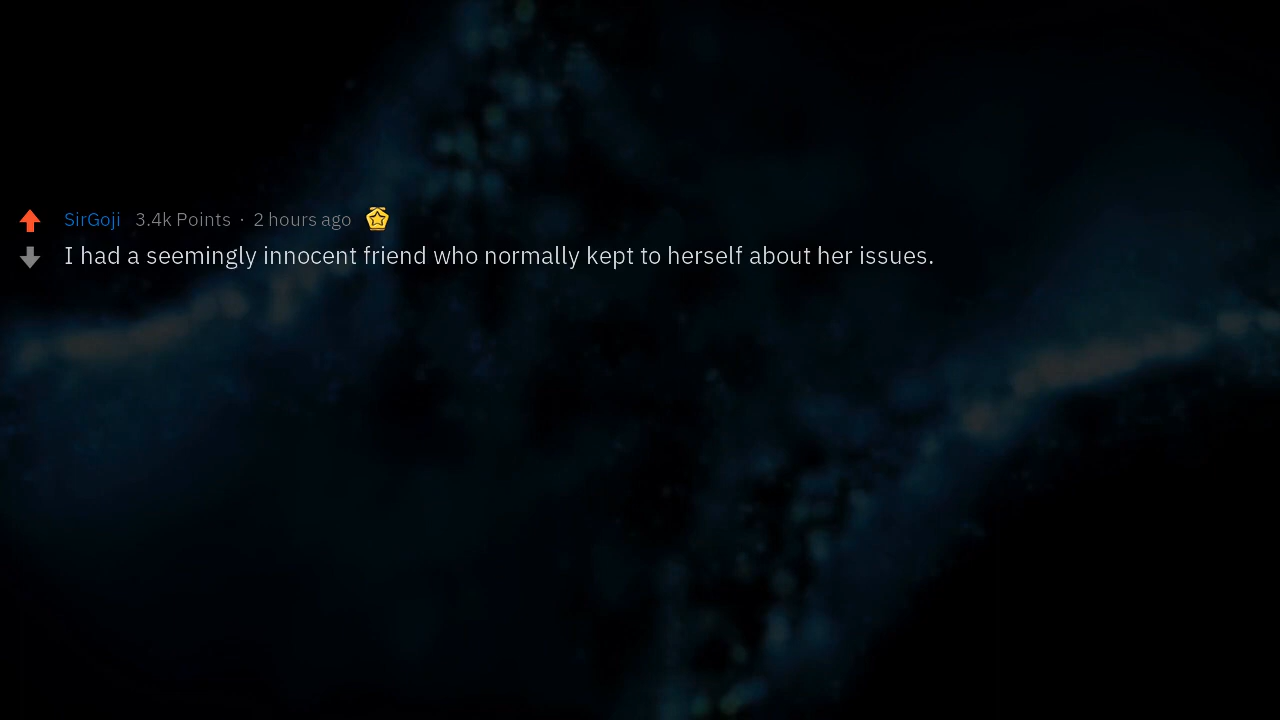 SirGoji 3.4k Points · 2 hours ago
I had a seemingly innocent friend who normally kept to herself about her issues.